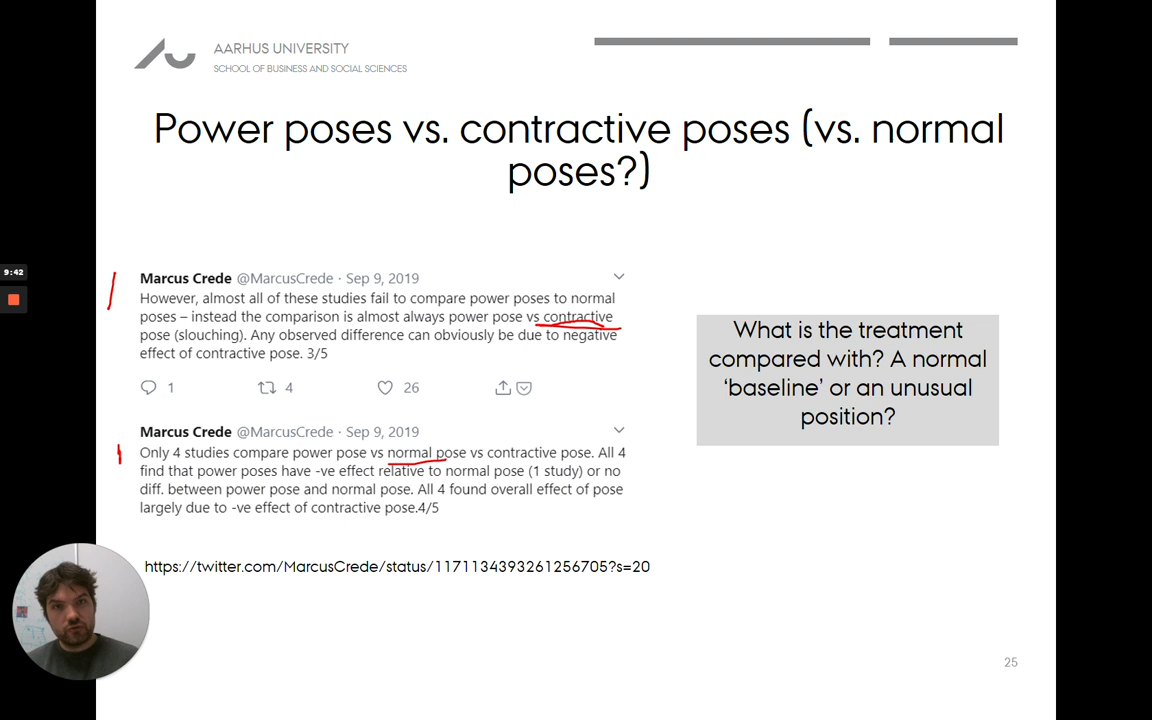 AARHUS UNIVERSITY
SCHOOL OF BUSINESS AND SOCIAL SCIENCES
Power poses vs. contractive poses (vs. normal
poses?)
9:42
Marcus Crede @MarcusCrede · Sep 9, 2019
However, almost all of these studies fail to compare power poses to normal
poses – instead the comparison is almost always power pose vs contractive
pose (slouching). Any observed difference can obviously be due to negative
effect of contractive pose. 3/5
1 4 26
Marcus Crede @MarcusCrede · Sep 9, 2019
Only 4 studies compare power pose vs normal pose vs contractive pose. All 4
find that power poses have -ve effect relative to normal pose (1 study) or no
diff. between power pose and normal pose. All 4 found overall effect of pose
largely due to -ve effect of contractive pose.4/5
https://twitter.com/MarcusCrede/status/1171134393261256705?s=20
What is the treatment
compared with? A normal
‘baseline’ or an unusual
position?
25